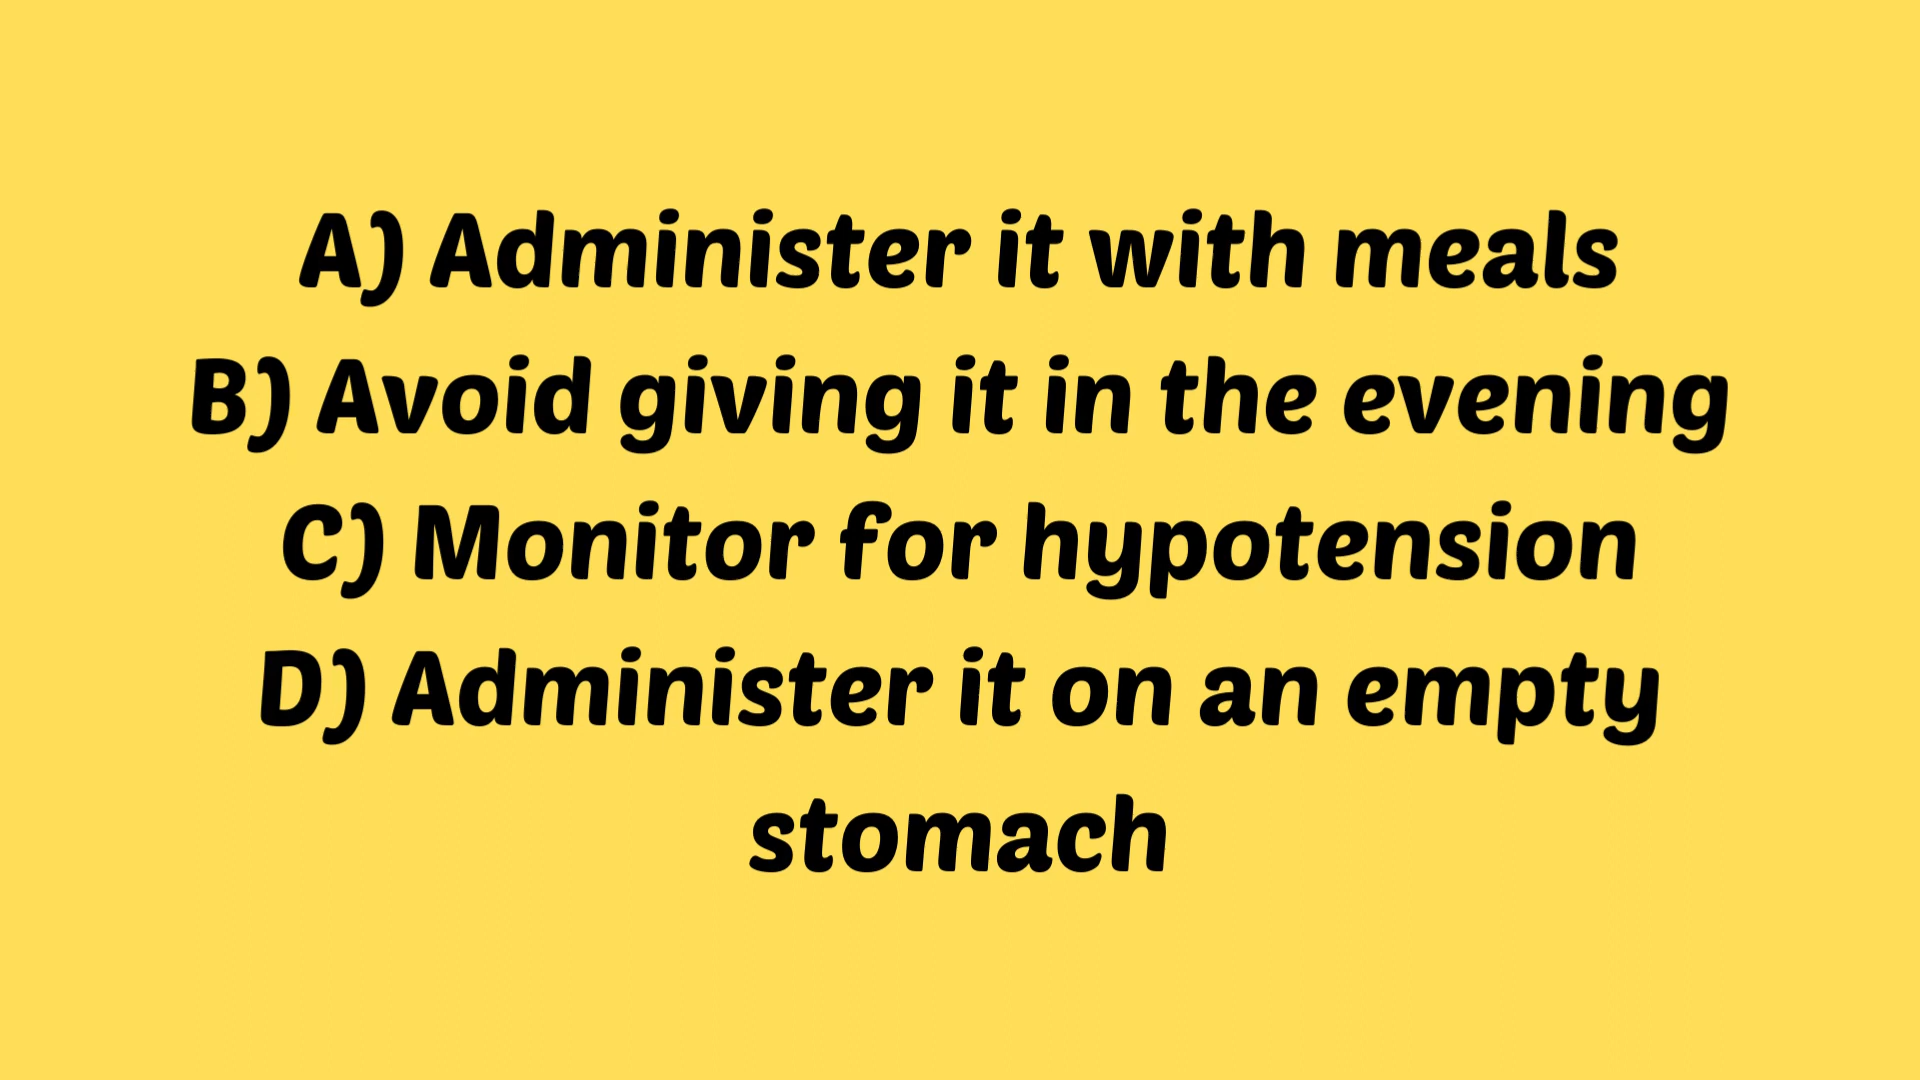 A) Administer it with meals
B) Avoid giving it in the evening
C) Monitor for hypotension
D) Administer it on an empty
stomach